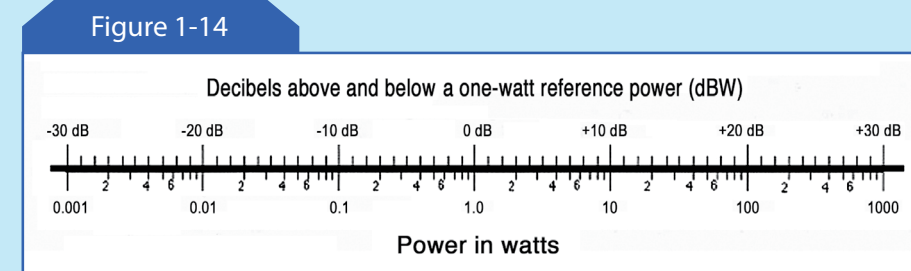 Figure 1-14
Decibels above and below a one-watt reference power (dBW)
-30 dB -20 dB -10 dB 0 dB +10 dB +20 dB +30 dB
2 4 6 2 4 6 2 4 6 2 4 6 2 4 6 2 4 6
0.001 0.01 0.1 1.0 10 100 1000
Power in watts